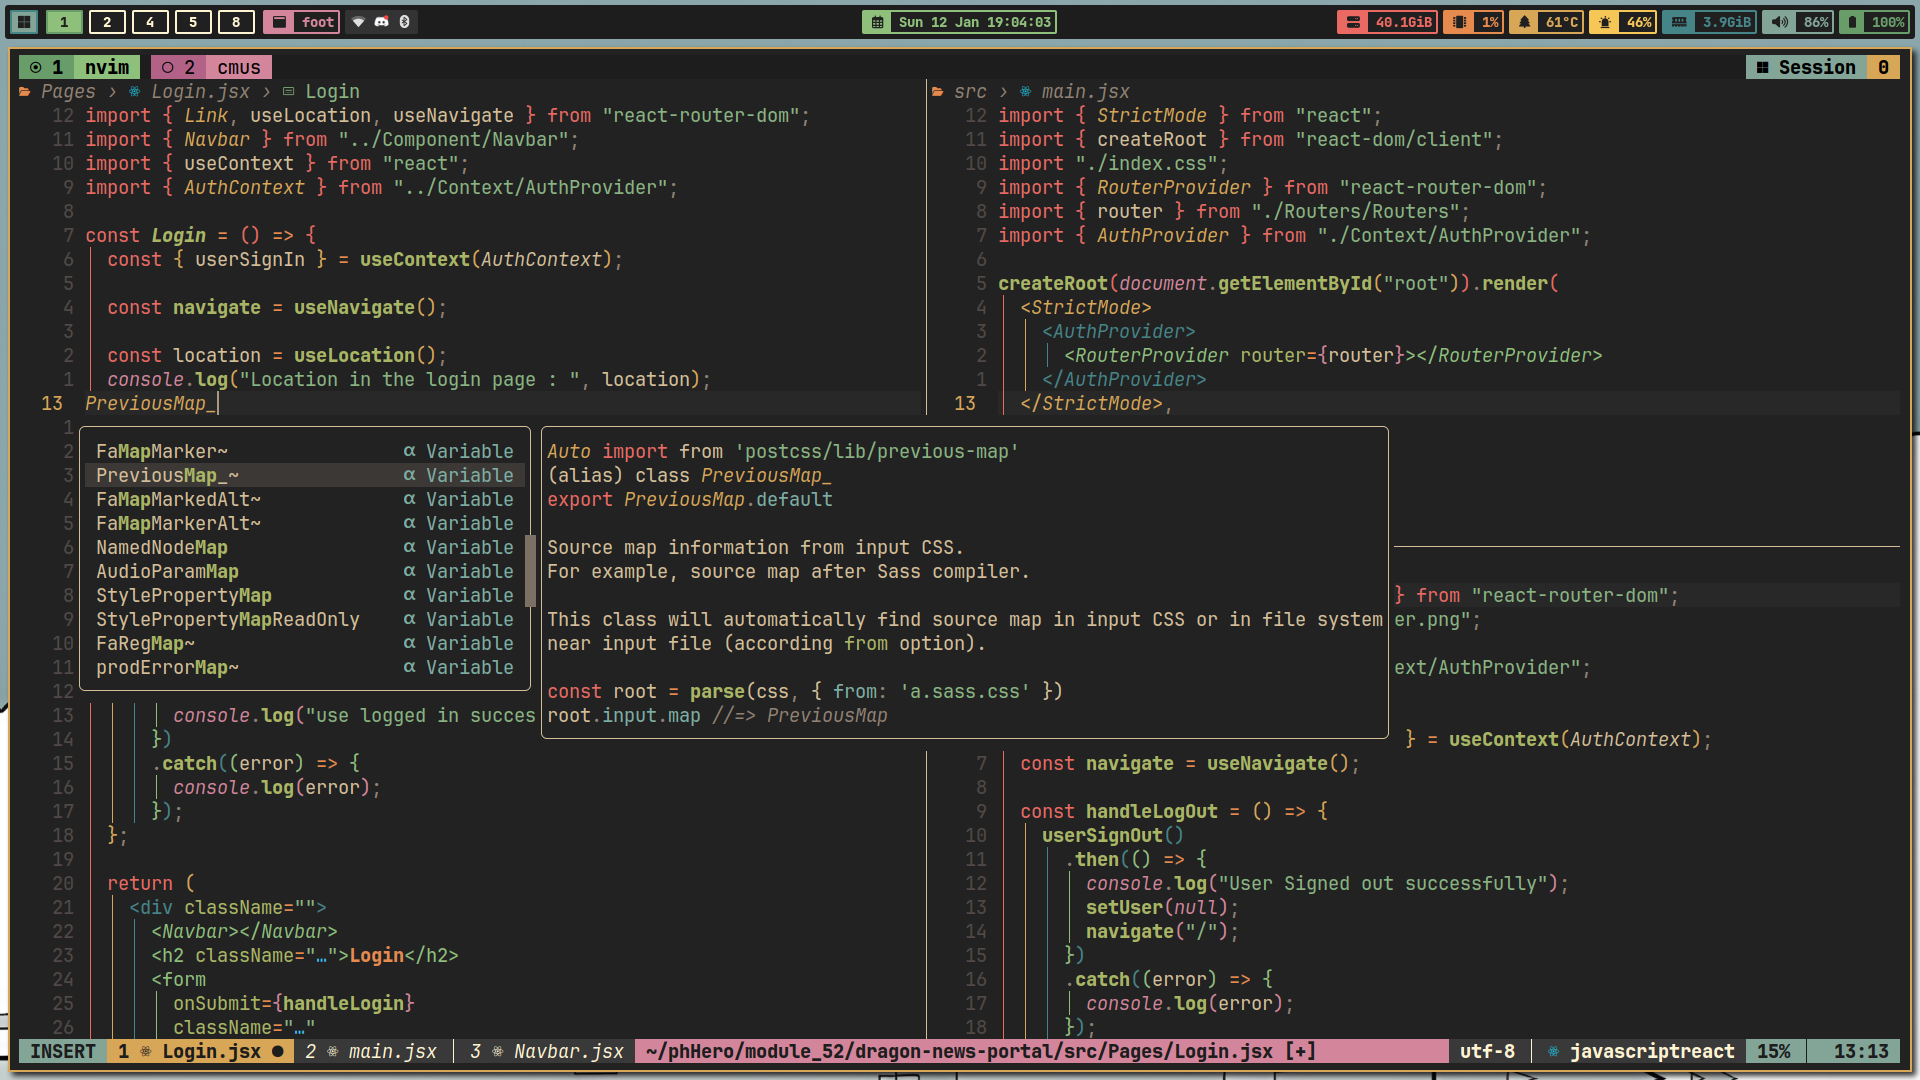 1 2 4 5 8 foot Sun 12 Jan 19:04:03 40.1GiB 1% 61°C 46% 3.9GiB 86% 100%
1 nvim 2 cmus Session 0
Pages › Login.jsx › Login
12 import { Link, useLocation, useNavigate } from "react-router-dom";
11 import { Navbar } from "../Component/Navbar";
10 import { useContext } from "react";
9 import { AuthContext } from "../Context/AuthProvider";
8
7 const Login = () => {
6 const { userSignIn } = useContext(AuthContext);
5
4 const navigate = useNavigate();
3
2 const location = useLocation();
1 console.log("Location in the login page : ", location);
13 PreviousMap_
1
2 FaMapMarker~ α Variable
3 PreviousMap_~ α Variable
4 FaMapMarkedAlt~ α Variable
5 FaMapMarkerAlt~ α Variable
6 NamedNodeMap α Variable
7 AudioParamMap α Variable
8 StylePropertyMap α Variable
9 StylePropertyMapReadOnly α Variable
10 FaRegMap~ α Variable
11 prodErrorMap~ α Variable
12
13 console.log("use logged in succes
14 })
15 .catch((error) => {
16 console.log(error);
17 });
18 };
19
20 return (
21 <div className="">
22 <Navbar></Navbar>
23 <h2 className="…">Login</h2>
24 <form
25 onSubmit={handleLogin}
26 className="…"
Auto import from 'postcss/lib/previous-map'
(alias) class PreviousMap_
export PreviousMap.default
Source map information from input CSS.
For example, source map after Sass compiler.
This class will automatically find source map in input CSS or in file system
near input file (according from option).
const root = parse(css, { from: 'a.sass.css' })
root.input.map //=> PreviousMap
src › main.jsx
12 import { StrictMode } from "react";
11 import { createRoot } from "react-dom/client";
10 import "./index.css";
9 import { RouterProvider } from "react-router-dom";
8 import { router } from "./Routers/Routers";
7 import { AuthProvider } from "./Context/AuthProvider";
6
5 createRoot(document.getElementById("root")).render(
4 <StrictMode>
3 <AuthProvider>
2 <RouterProvider router={router}></RouterProvider>
1 </AuthProvider>
13 </StrictMode>,
} from "react-router-dom";
er.png";
ext/AuthProvider";
} = useContext(AuthContext);
7 const navigate = useNavigate();
8
9 const handleLogOut = () => {
10 userSignOut()
11 .then(() => {
12 console.log("User Signed out successfully");
13 setUser(null);
14 navigate("/");
15 })
16 .catch((error) => {
17 console.log(error);
18 });
INSERT 1 Login.jsx ● 2 main.jsx 3 Navbar.jsx ~/phHero/module_52/dragon-news-portal/src/Pages/Login.jsx [+] utf-8 javascriptreact 15% 13:13